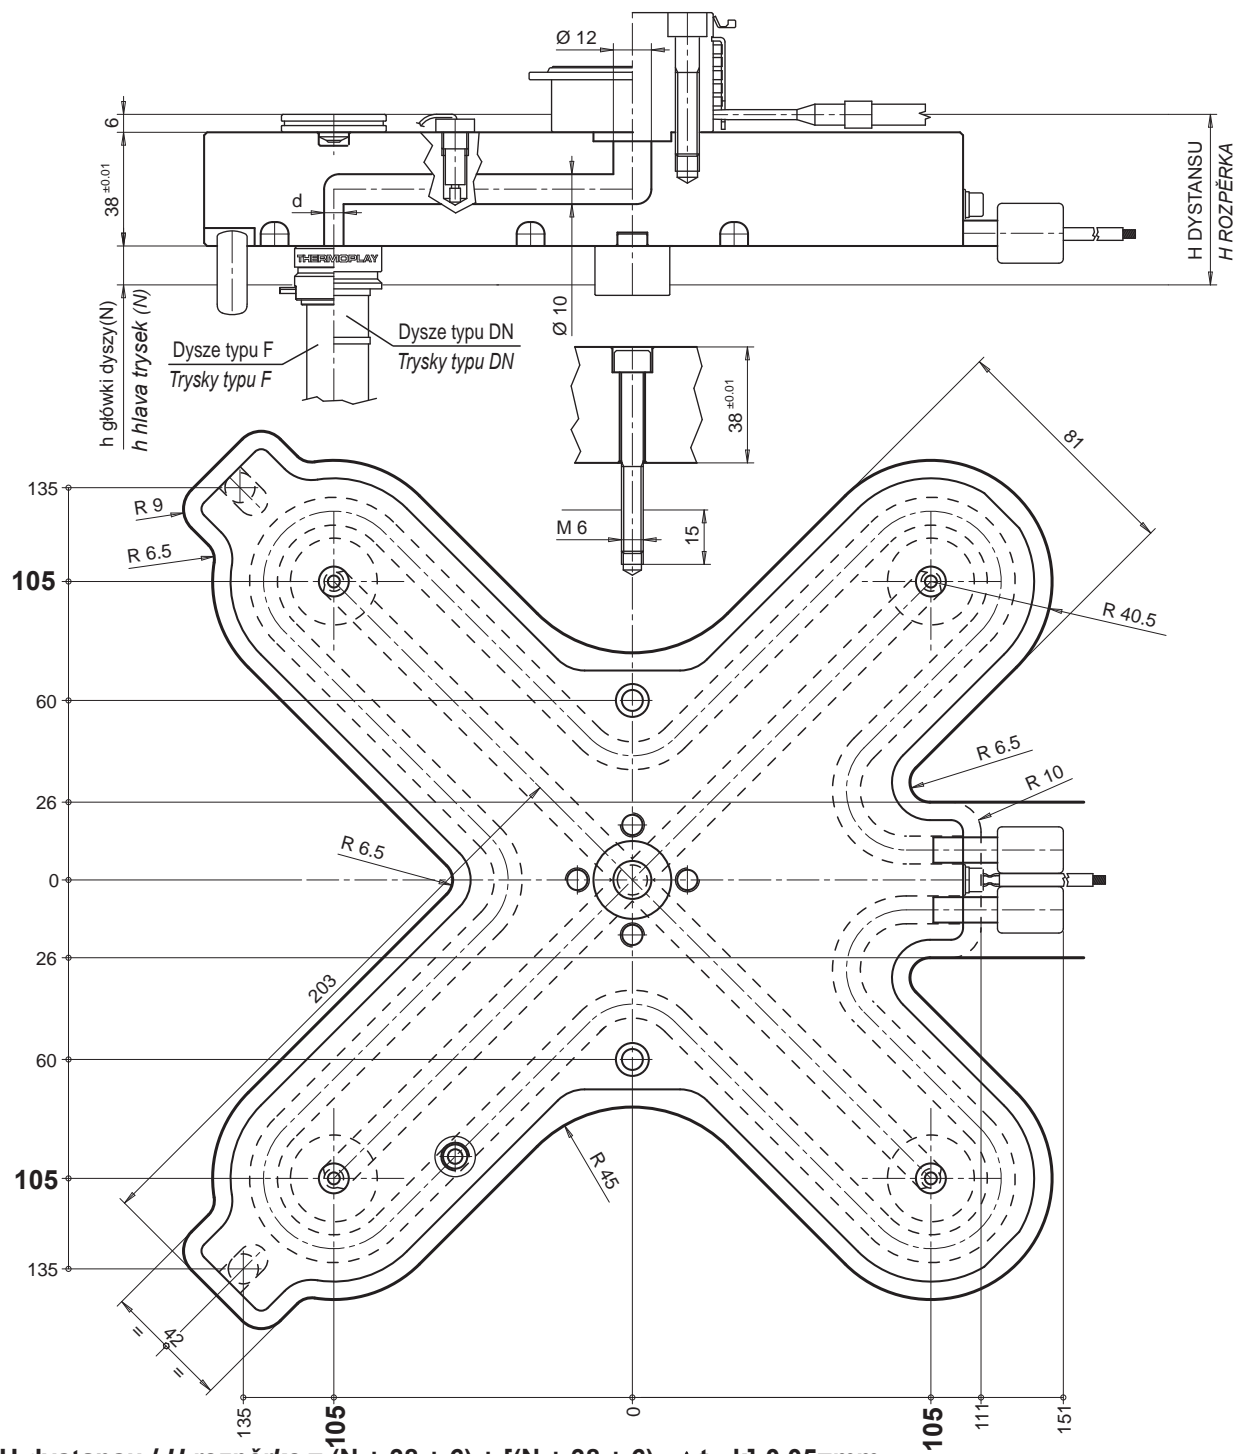 Ø 12
6
38 ±0.01
d
THERMOPLAY
Ø 10
H DYSTANSU
H ROZPĚRKA
h główki dyszy(N)
h hlava trysek (N)
Dysze typu F
Trysky typu F
Dysze typu DN
Trysky typu DN
38 ±0.01
M 6
15
81
135
R 9
R 6.5
105
R 40.5
60
R 6.5
R 10
26
R 6.5
0
26
203
60
105
R 45
135
=
42
=
135
105
0
105
111
151